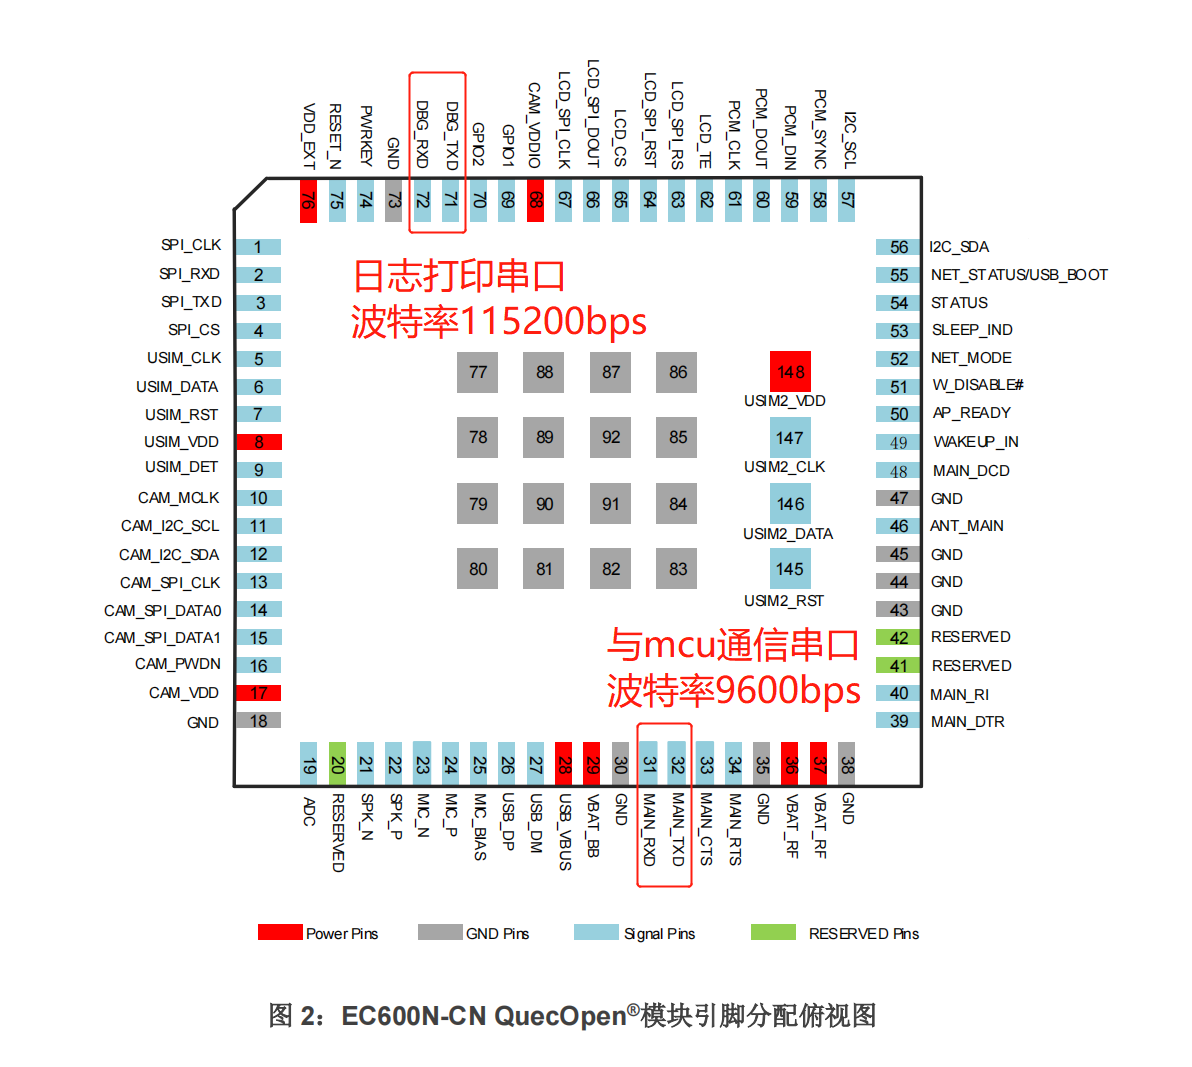 VDD_EXT
RESET_N
PWRKEY
GND
DBG_RXD
DBG_TXD
GPIO2
GPIO1
CAM_VDDIO
LCD_SPI_CLK
LCD_SPI_DOUT
LCD_CS
LCD_SPI_RST
LCD_SPI_RS
LCD_TE
PCM_CLK
PCM_DOUT
PCM_DIN
PCM_SYNC
I2C_SCL
76
75
74
73
72
71
70
69
68
67
66
65
64
63
62
61
60
59
58
57
SPI_CLK 1
SPI_RXD 2
SPI_TXD 3
SPI_CS 4
USIM_CLK 5
USIM_DATA 6
USIM_RST 7
USIM_VDD 8
USIM_DET 9
CAM_MCLK 10
CAM_I2C_SCL 11
CAM_I2C_SDA 12
CAM_SPI_CLK 13
CAM_SPI_DATA0 14
CAM_SPI_DATA1 15
CAM_PWDN 16
CAM_VDD 17
GND 18
日志打印串口
波特率115200bps
77 88 87 86
78 89 92 85
79 90 91 84
80 81 82 83
148
USIM2_VDD
147
USIM2_CLK
146
USIM2_DATA
145
USIM2_RST
与mcu通信串口
波特率9600bps
56 I2C_SDA
55 NET_STATUS/USB_BOOT
54 STATUS
53 SLEEP_IND
52 NET_MODE
51 W_DISABLE#
50 AP_READY
49 WAKEUP_IN
48 MAIN_DCD
47 GND
46 ANT_MAIN
45 GND
44 GND
43 GND
42 RESERVED
41 RESERVED
40 MAIN_RI
39 MAIN_DTR
19
20
21
22
23
24
25
26
27
28
29
30
31
32
33
34
35
36
37
38
ADC
RESERVED
SPK_N
SPK_P
MIC_N
MIC_P
MIC_BIAS
USB_DP
USB_DM
USB_VBUS
VBAT_BB
GND
MAIN_RXD
MAIN_TXD
MAIN_CTS
MAIN_RTS
GND
VBAT_RF
VBAT_RF
GND
Power Pins GND Pins Signal Pins RESERVED Pins
图 2：EC600N-CN QuecOpen®模块引脚分配俯视图